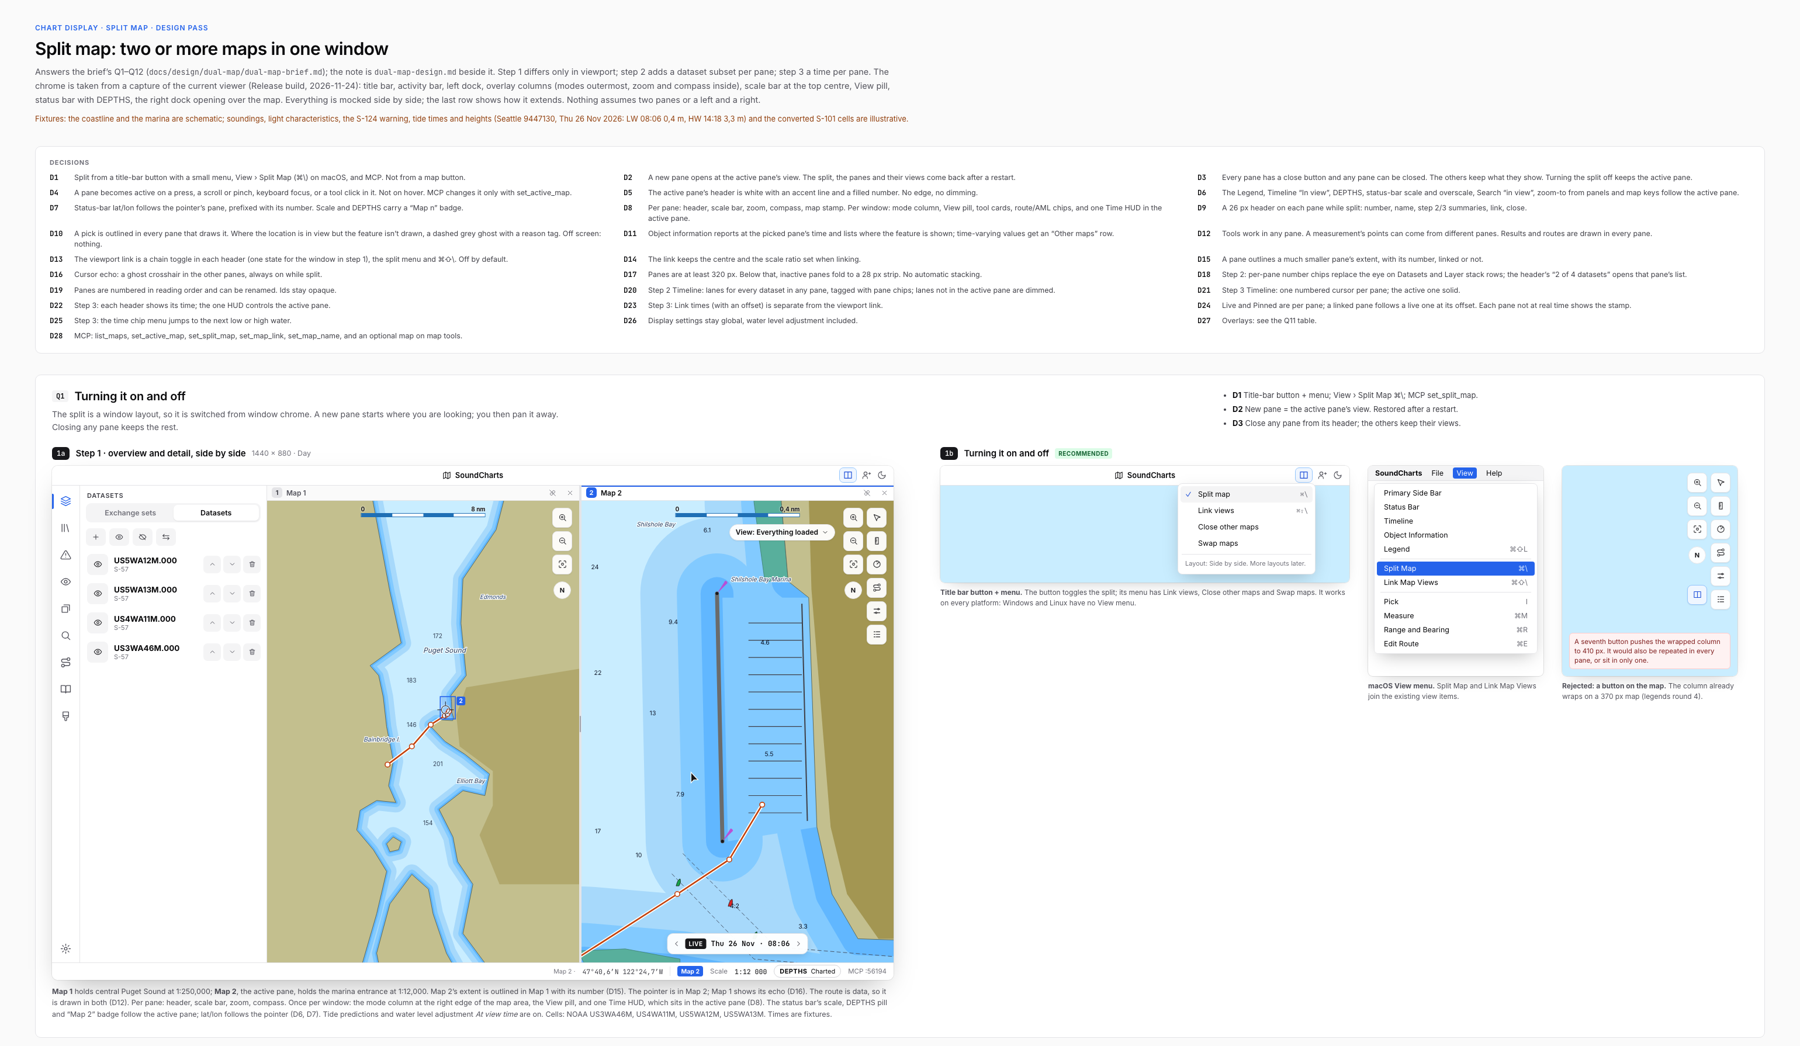 CHART DISPLAY · SPLIT MAP · DESIGN PASS
Split map: two or more maps in one window
Answers the brief's Q1–Q12 (docs/design/dual-map/dual-map-brief.md); the note is dual-map-design.md beside it. Step 1 differs only in viewport; step 2 adds a dataset subset per pane; step 3 a time per pane. The
chrome is taken from a capture of the current viewer (Release build, 2026-11-24): title bar, activity bar, left dock, overlay columns (modes outermost, zoom and compass inside), scale bar at the top centre, View pill,
status bar with DEPTHS, the right dock opening over the map. Everything is mocked side by side; the last row shows how it extends. Nothing assumes two panes or a left and a right.
Fixtures: the coastline and the marina are schematic; soundings, light characteristics, the S-124 warning, tide times and heights (Seattle 9447130, Thu 26 Nov 2026: LW 08:06 0,4 m, HW 14:18 3,3 m) and the converted S-101 cells are illustrative.
DECISIONS
D1 Split from a title-bar button with a small menu, View › Split Map (⌘\) on macOS, and MCP. Not from a map button.
D2 A new pane opens at the active pane's view. The split, the panes and their views come back after a restart.
D3 Every pane has a close button and any pane can be closed. The others keep what they show. Turning the split off keeps the active pane.
D4 A pane becomes active on a press, a scroll or pinch, keyboard focus, or a tool click in it. Not on hover. MCP changes it only with set_active_map.
D5 The active pane's header is white with an accent line and a filled number. No edge, no dimming.
D6 The Legend, Timeline "In view", DEPTHS, status-bar scale and overscale, Search "in view", zoom-to from panels and map keys follow the active pane.
D7 Status-bar lat/lon follows the pointer's pane, prefixed with its number. Scale and DEPTHS carry a "Map n" badge.
D8 Per pane: header, scale bar, zoom, compass, map stamp. Per window: mode column, View pill, tool cards, route/AML chips, and one Time HUD in the
active pane.
D9 A 26 px header on each pane while split: number, name, step 2/3 summaries, link, close.
D10 A pick is outlined in every pane that draws it. Where the location is in view but the feature isn't drawn, a dashed grey ghost with a reason tag. Off screen:
nothing.
D11 Object information reports at the picked pane's time and lists where the feature is shown; time-varying values get an "Other maps" row.
D12 Tools work in any pane. A measurement's points can come from different panes. Results and routes are drawn in every pane.
D13 The viewport link is a chain toggle in each header (one state for the window in step 1), the split menu and ⌘⇧\. Off by default.
D14 The link keeps the centre and the scale ratio set when linking.
D15 A pane outlines a much smaller pane's extent, with its number, linked or not.
D16 Cursor echo: a ghost crosshair in the other panes, always on while split.
D17 Panes are at least 320 px. Below that, inactive panes fold to a 28 px strip. No automatic stacking.
D18 Step 2: per-pane number chips replace the eye on Datasets and Layer stack rows; the header's "2 of 4 datasets" opens that pane's list.
D19 Panes are numbered in reading order and can be renamed. Ids stay opaque.
D20 Step 2 Timeline: lanes for every dataset in any pane, tagged with pane chips; lanes not in the active pane are dimmed.
D21 Step 3 Timeline: one numbered cursor per pane; the active one solid.
D22 Step 3: each header shows its time; the one HUD controls the active pane.
D23 Step 3: Link times (with an offset) is separate from the viewport link.
D24 Live and Pinned are per pane; a linked pane follows a live one at its offset. Each pane not at real time shows the stamp.
D25 Step 3: the time chip menu jumps to the next low or high water.
D26 Display settings stay global, water level adjustment included.
D27 Overlays: see the Q11 table.
D28 MCP: list_maps, set_active_map, set_split_map, set_map_link, set_map_name, and an optional map on map tools.
Q1 Turning it on and off
The split is a window layout, so it is switched from window chrome. A new pane starts where you are looking; you then pan it away.
Closing any pane keeps the rest.
• D1 Title-bar button + menu; View › Split Map ⌘\; MCP set_split_map.
• D2 New pane = the active pane's view. Restored after a restart.
• D3 Close any pane from its header; the others keep their views.
1a Step 1 · overview and detail, side by side 1440 × 880 · Day
SoundCharts
DATASETS
Exchange sets Datasets
US5WA12M.000
S-57
US5WA13M.000
S-57
US4WA11M.000
S-57
US3WA46M.000
S-57
1 Map 1
0 8 nm
N
Edmonds
172
Puget Sound
183
2
146
Bainbridge I
201
Elliott Bay
154
2 Map 2
0 0,4 nm
Shilshole Bay
6.1
View: Everything loaded
24
Shilshole Bay Marina
N
9.4
4.6
22
13
5.5
7.9
17
10
3.3
LIVE Thu 26 Nov · 08:06
Map 2 · 47°40,6'N 122°24,7'W Map 2 Scale 1:12 000 DEPTHS Charted MCP :56194
Map 1 holds central Puget Sound at 1:250,000; Map 2, the active pane, holds the marina entrance at 1:12,000. Map 2's extent is outlined in Map 1 with its number (D15). The pointer is in Map 2; Map 1 shows its echo (D16). The route is data, so it
is drawn in both (D12). Per pane: header, scale bar, zoom, compass. Once per window: the mode column at the right edge of the map area, the View pill, and one Time HUD, which sits in the active pane (D8). The status bar's scale, DEPTHS pill
and "Map 2" badge follow the active pane; lat/lon follows the pointer (D6, D7). Tide predictions and water level adjustment At view time are on. Cells: NOAA US3WA46M, US4WA11M, US5WA12M, US5WA13M. Times are fixtures.
1b Turning it on and off RECOMMENDED
SoundCharts
✓ Split map ⌘\
Link views ⌘⇧\
Close other maps
Swap maps
Layout: Side by side. More layouts later.
Title bar button + menu. The button toggles the split; its menu has Link views, Close other maps and Swap maps. It works
on every platform: Windows and Linux have no View menu.
SoundCharts File View Help
Primary Side Bar
Status Bar
Timeline
Object Information
Legend ⌘⇧L
Split Map ⌘\
Link Map Views ⌘⇧\
Pick I
Measure ⌘M
Range and Bearing ⌘R
Edit Route ⌘E
macOS View menu. Split Map and Link Map Views
join the existing view items.
N
A seventh button pushes the wrapped column
to 410 px. It would also be repeated in every
pane, or sit in only one.
Rejected: a button on the map. The column already
wraps on a 370 px map (legends round 4).